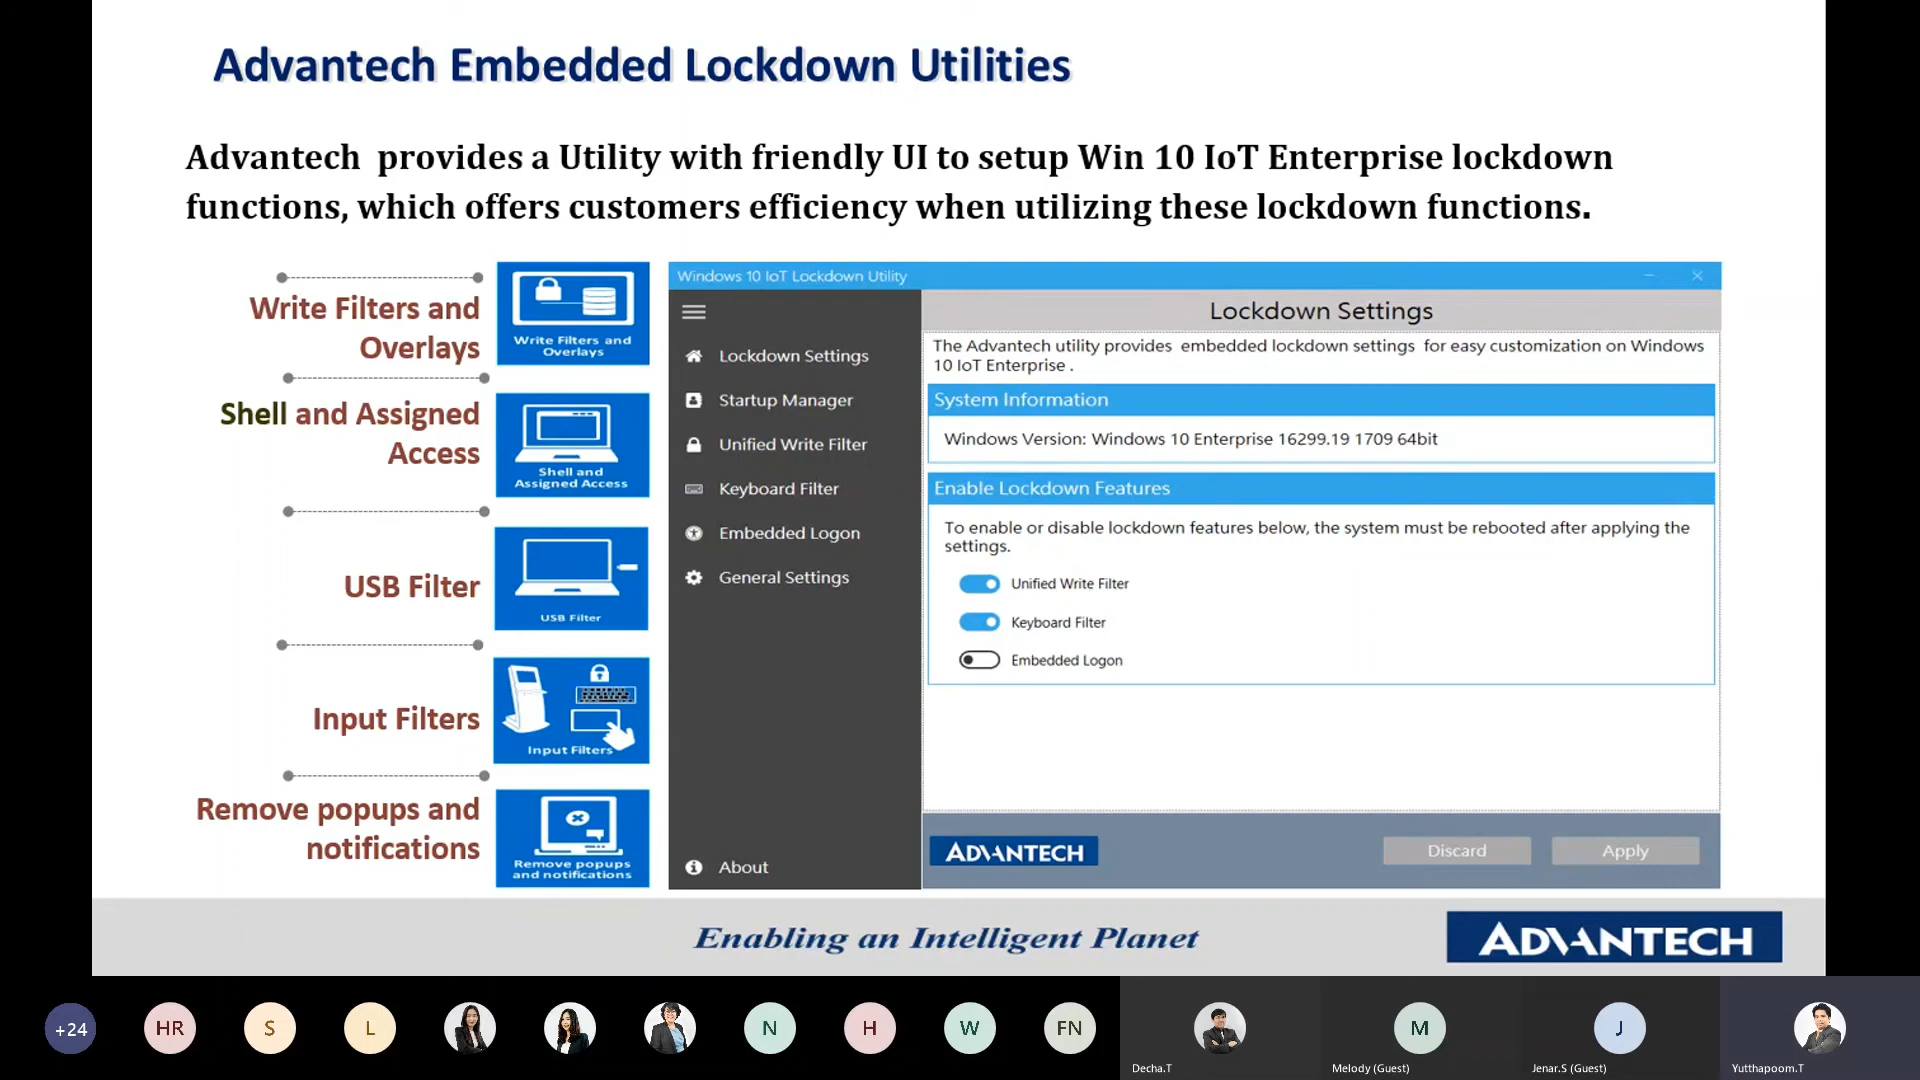 Advantech Embedded Lockdown Utilities
Advantech provides a Utility with friendly UI to setup Win 10 IoT Enterprise lockdown
functions, which offers customers efficiency when utilizing these lockdown functions.
Write Filters and
Overlays
Write Filters and
Overlays
Shell and Assigned
Access
Shell and
Assigned Access
USB Filter
USB Filter
Input Filters
Input Filters
Remove popups and
notifications
Remove popups
and notifications
Windows 10 IoT Lockdown Utility
Lockdown Settings
Startup Manager
Unified Write Filter
Keyboard Filter
Embedded Logon
General Settings
About
Lockdown Settings
The Advantech utility provides embedded lockdown settings for easy customization on Windows
10 IoT Enterprise .
System Information
Windows Version: Windows 10 Enterprise 16299.19 1709 64bit
Enable Lockdown Features
To enable or disable lockdown features below, the system must be rebooted after applying the
settings.
Unified Write Filter
Keyboard Filter
Embedded Logon
ADVANTECH
Discard
Apply
Enabling an Intelligent Planet
ADVANTECH
+24
HR
S
L
N
H
W
FN
M
J
Decha.T
Melody (Guest)
Jenar.S (Guest)
Yutthapoom.T